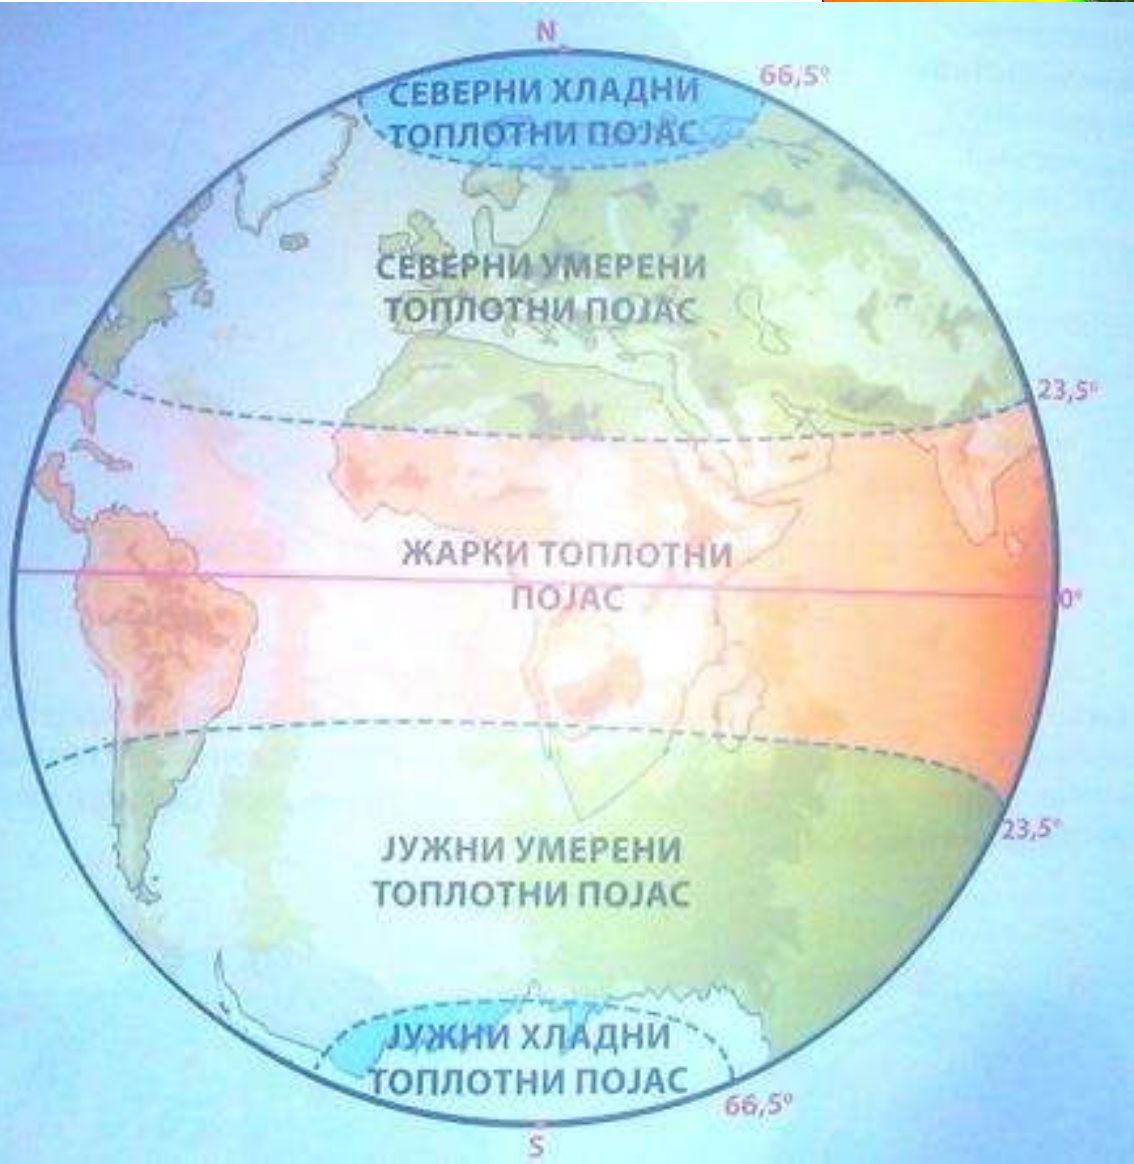 N
66,5°
СЕВЕРНИ ХЛАДНИ
ТОПЛОТНИ ПОЈАС
СЕВЕРНИ УМЕРЕНИ
ТОПЛОТНИ ПОЈАС
23,5°
ЖАРКИ ТОПЛОТНИ
ПОЈАС
0°
23,5°
ЈУЖНИ УМЕРЕНИ
ТОПЛОТНИ ПОЈАС
ЈУЖНИ ХЛАДНИ
ТОПЛОТНИ ПОЈАС
66,5°
S